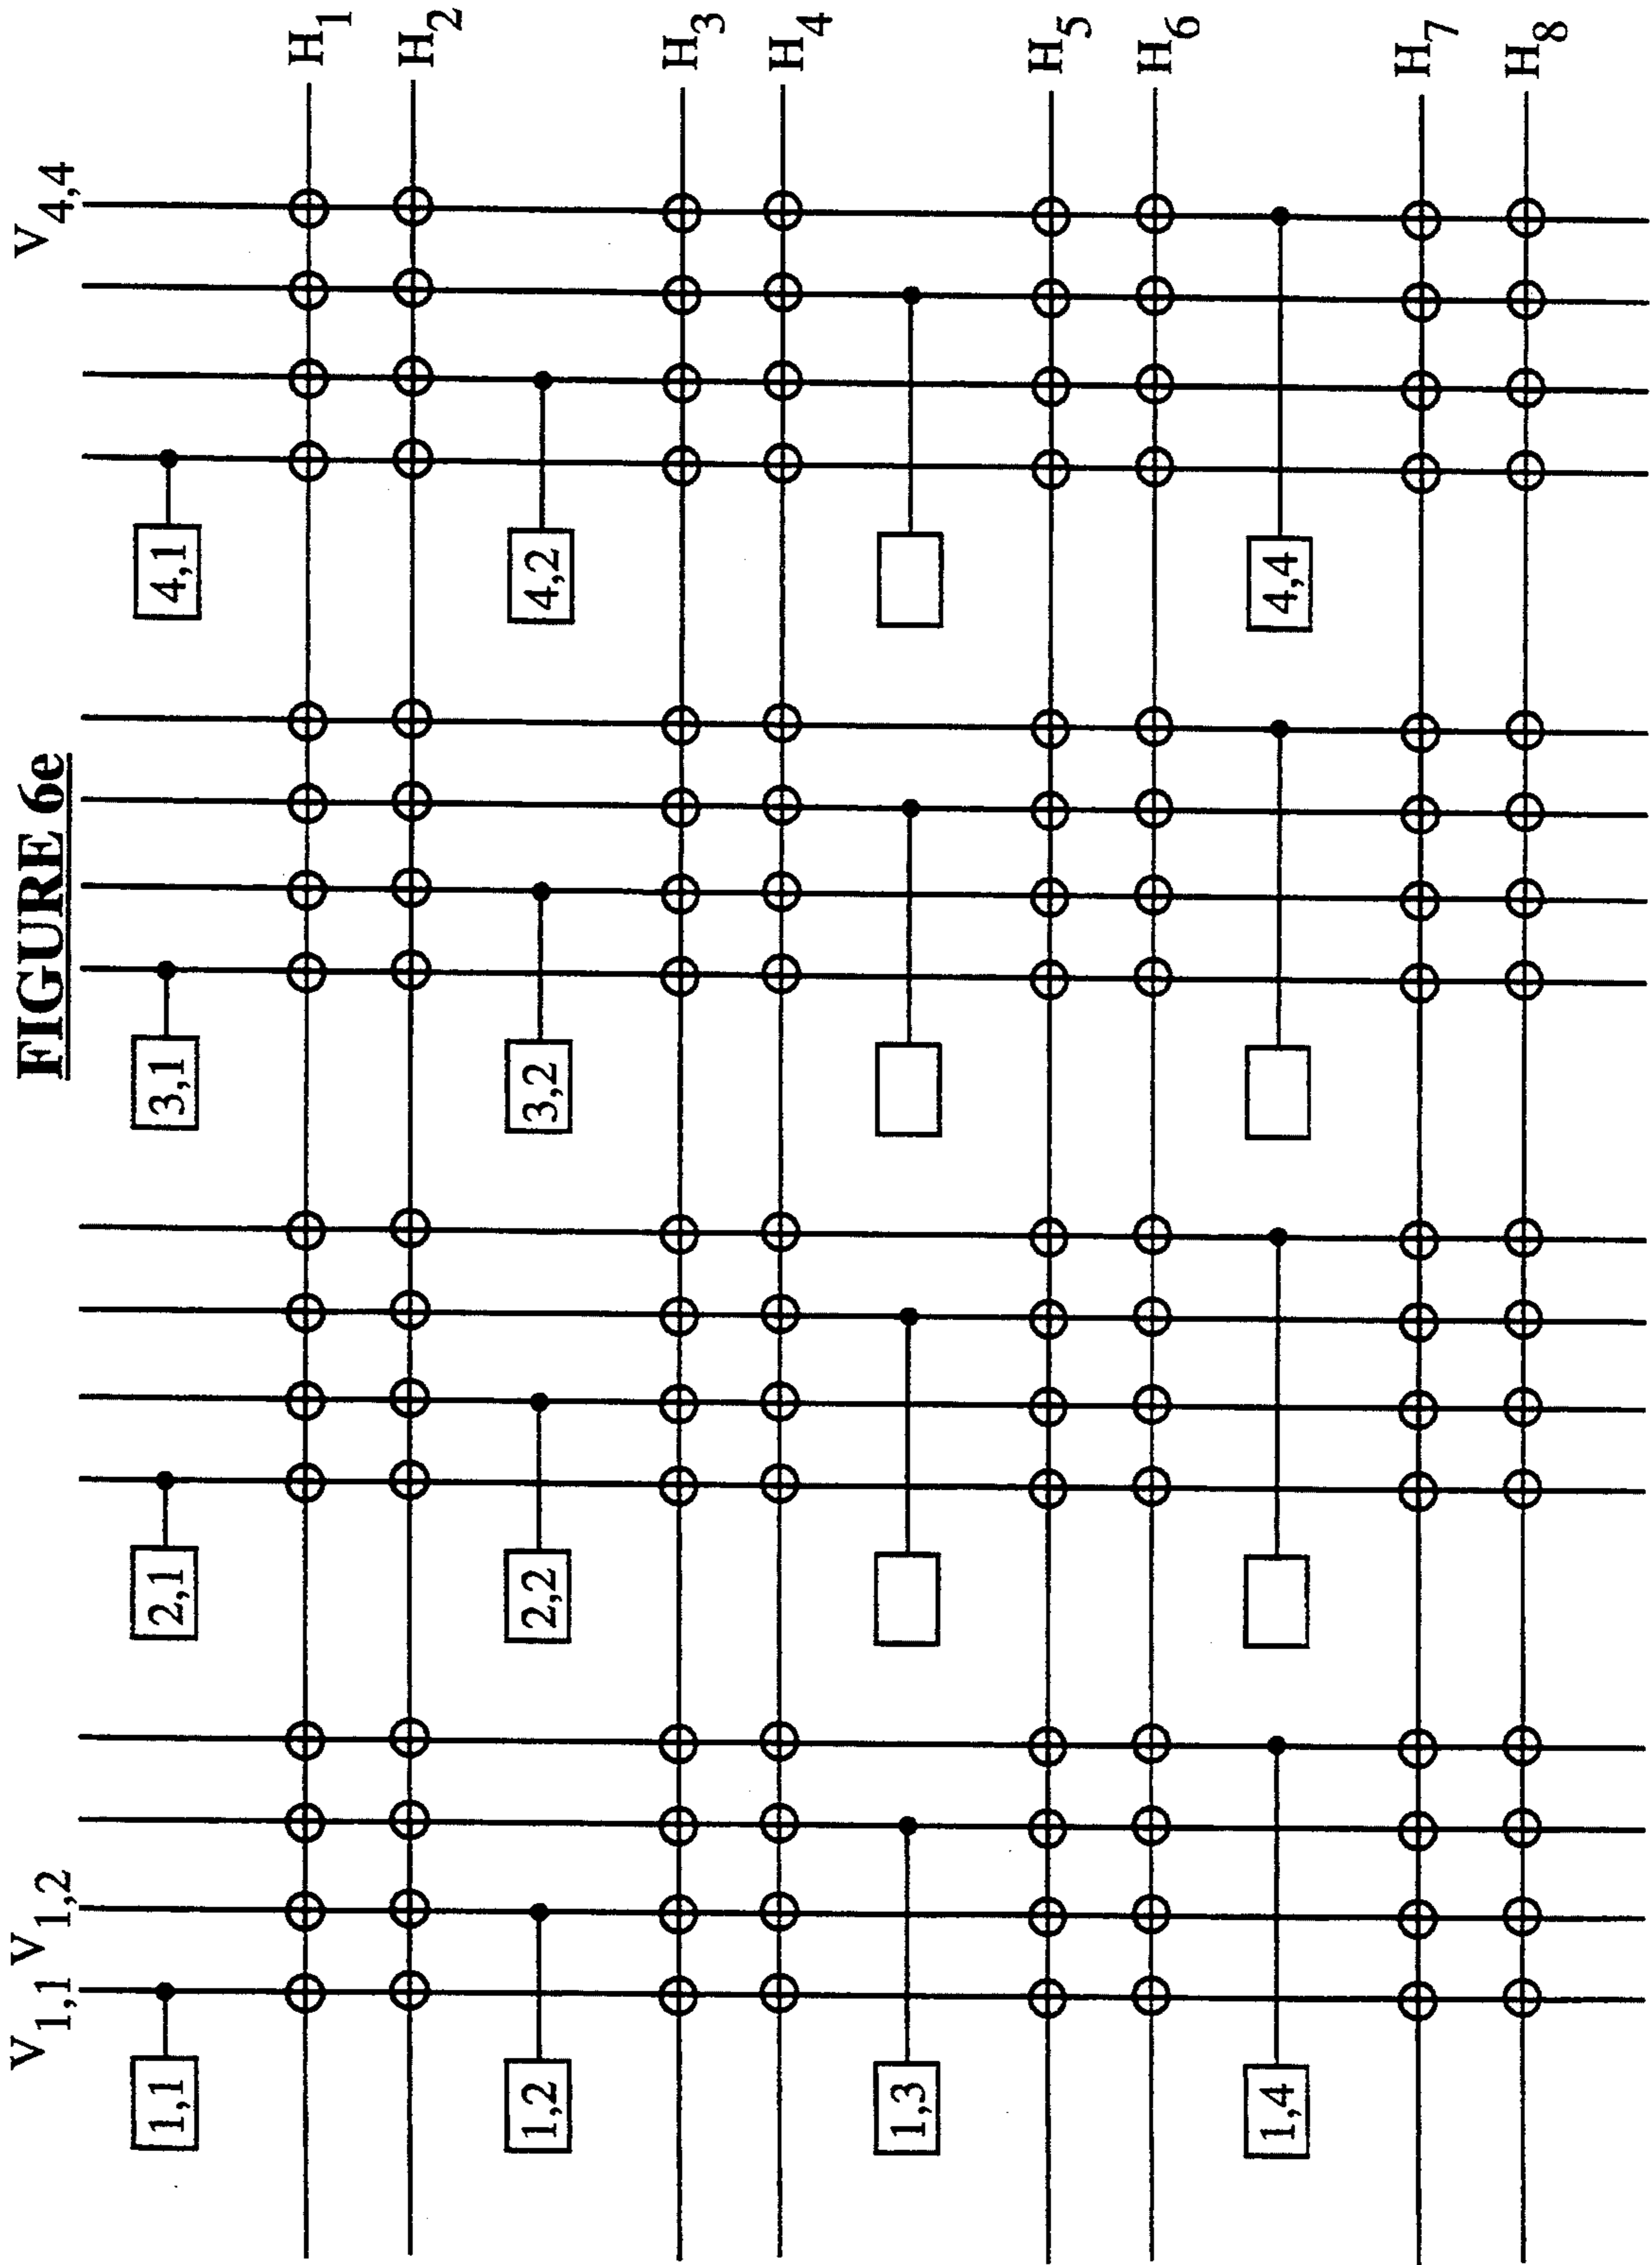 FIGURE 6e
V1,1 V1,2 V4,4
1,1 2,1 3,1 4,1
H1
H2
1,2 2,2 3,2 4,2
H3
H4
1,3
H5
H6
1,4 4,4
H7
H8